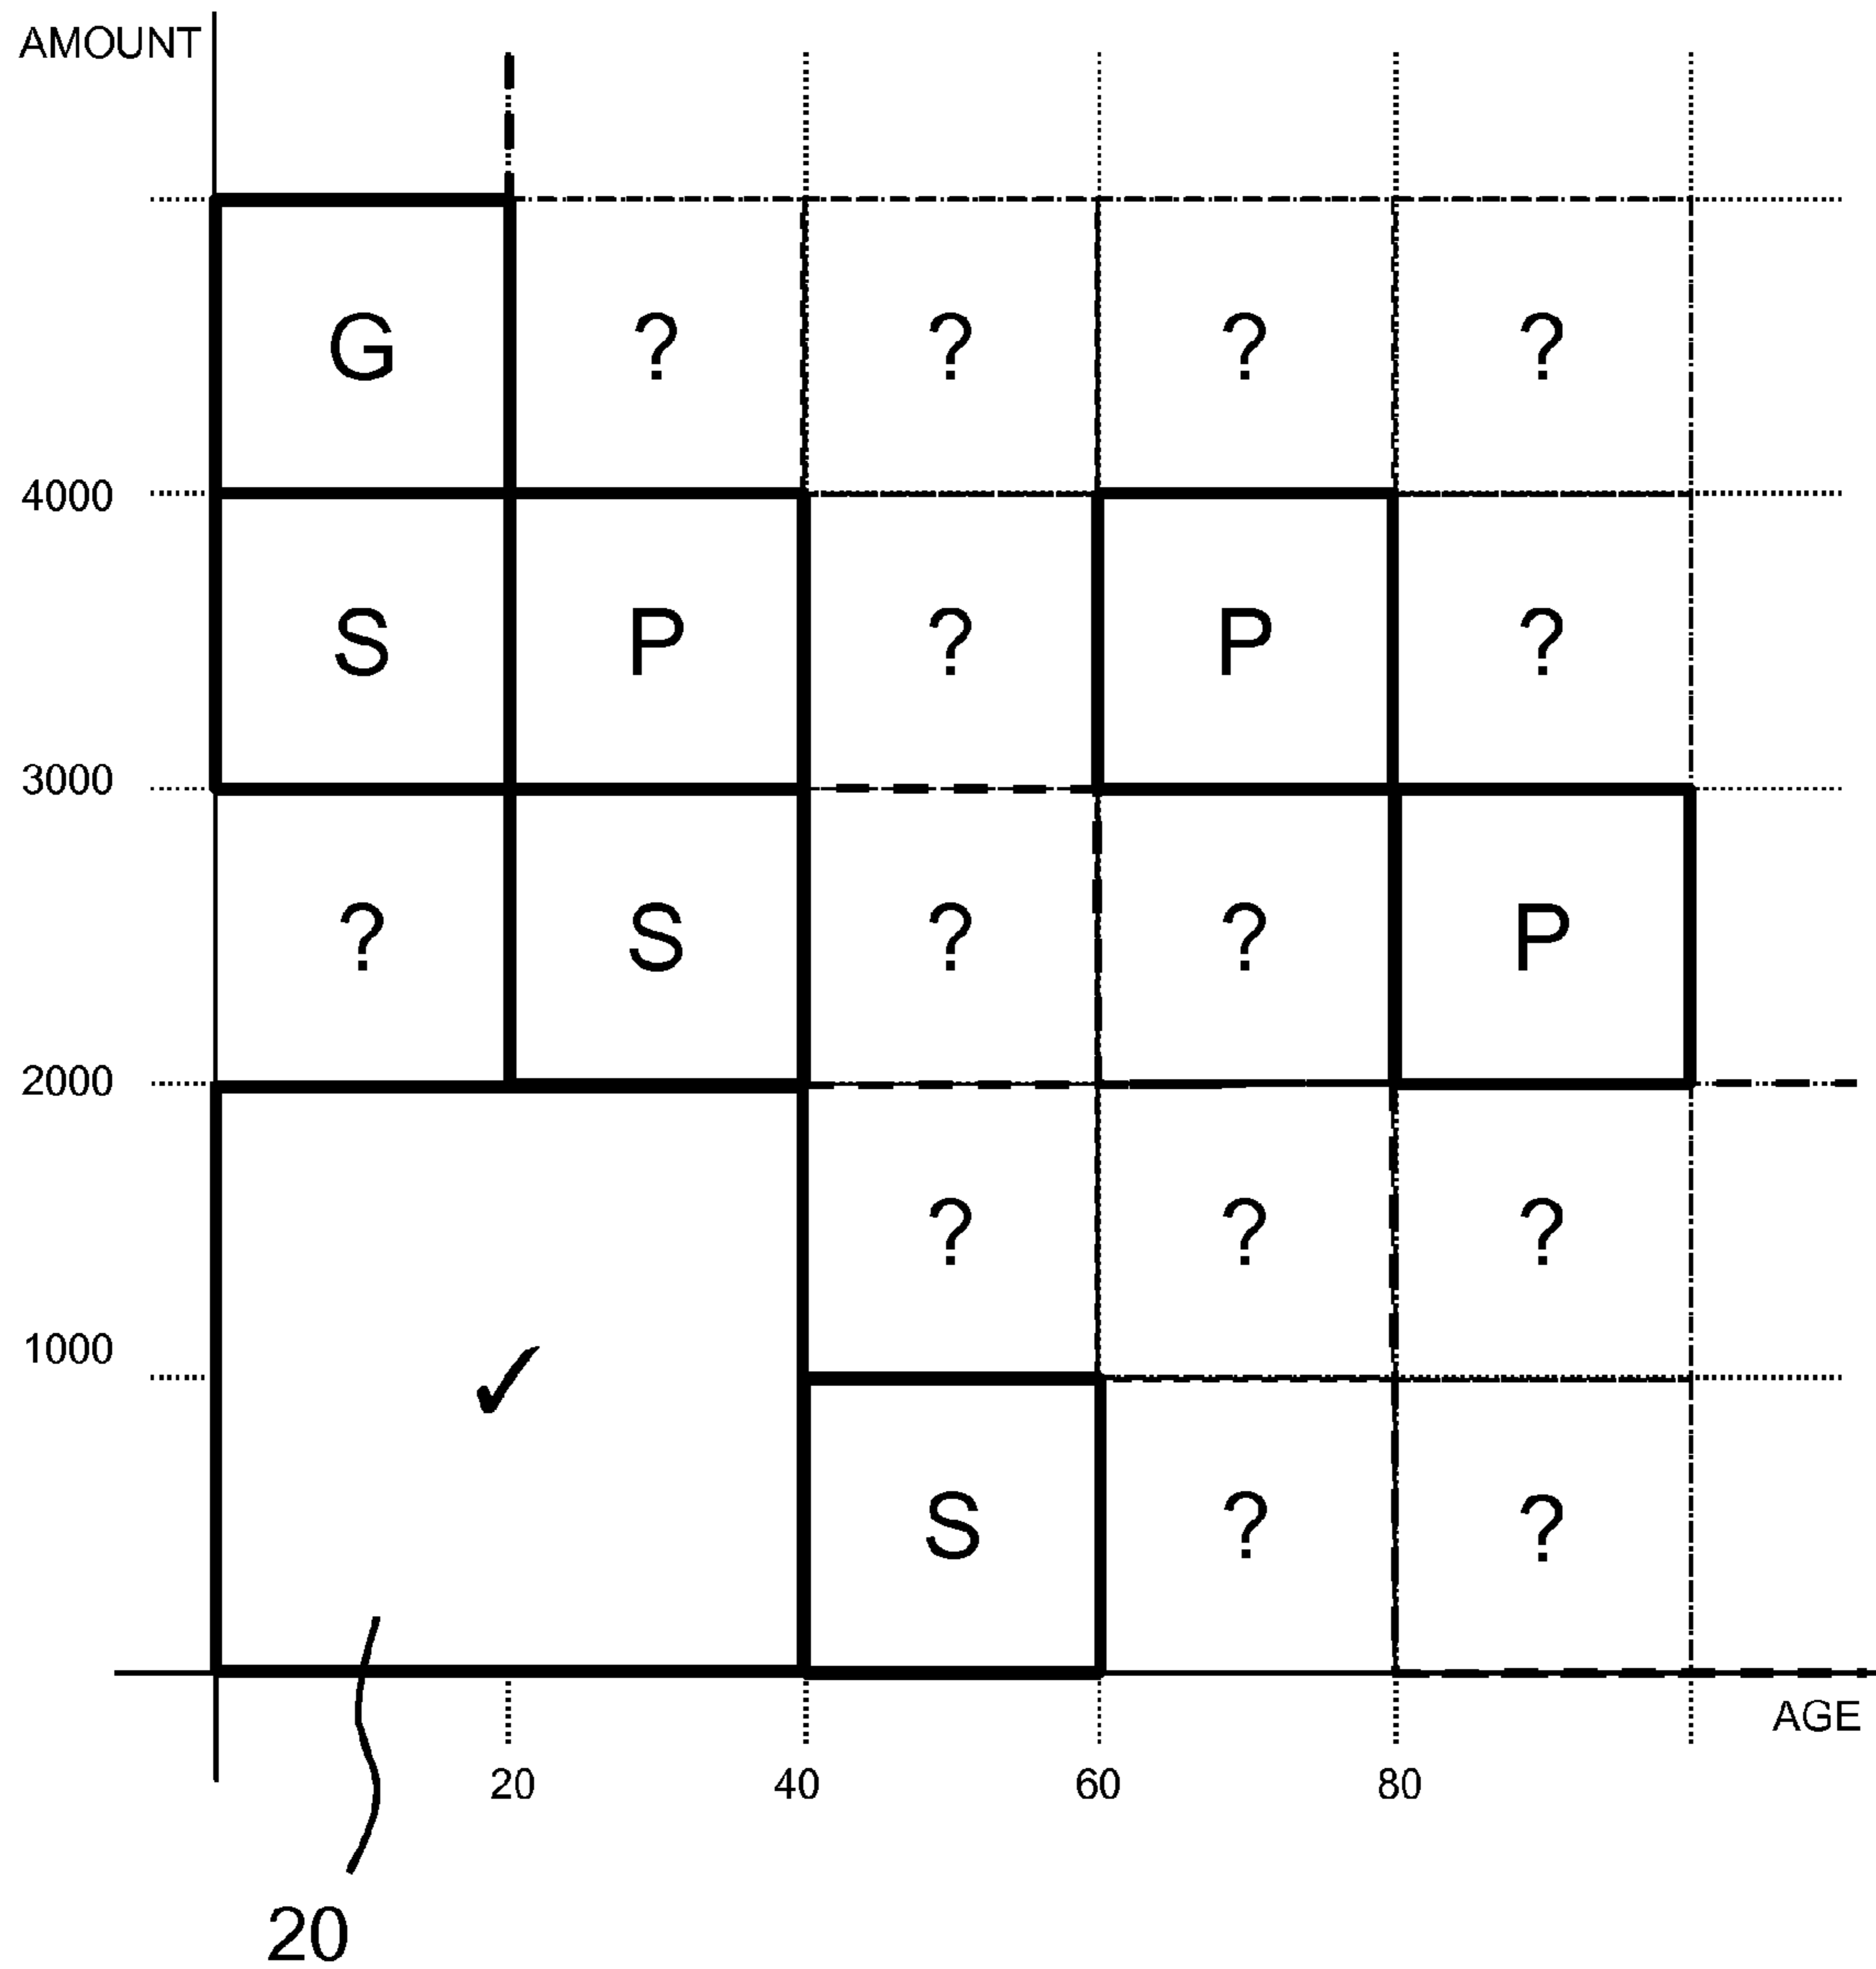 AMOUNT
G ? ? ? ?
4000
S P ? P ?
3000
? S ? ? P
2000
? ? ?
1000
✓
S ? ?
AGE
20 40 60 80
20